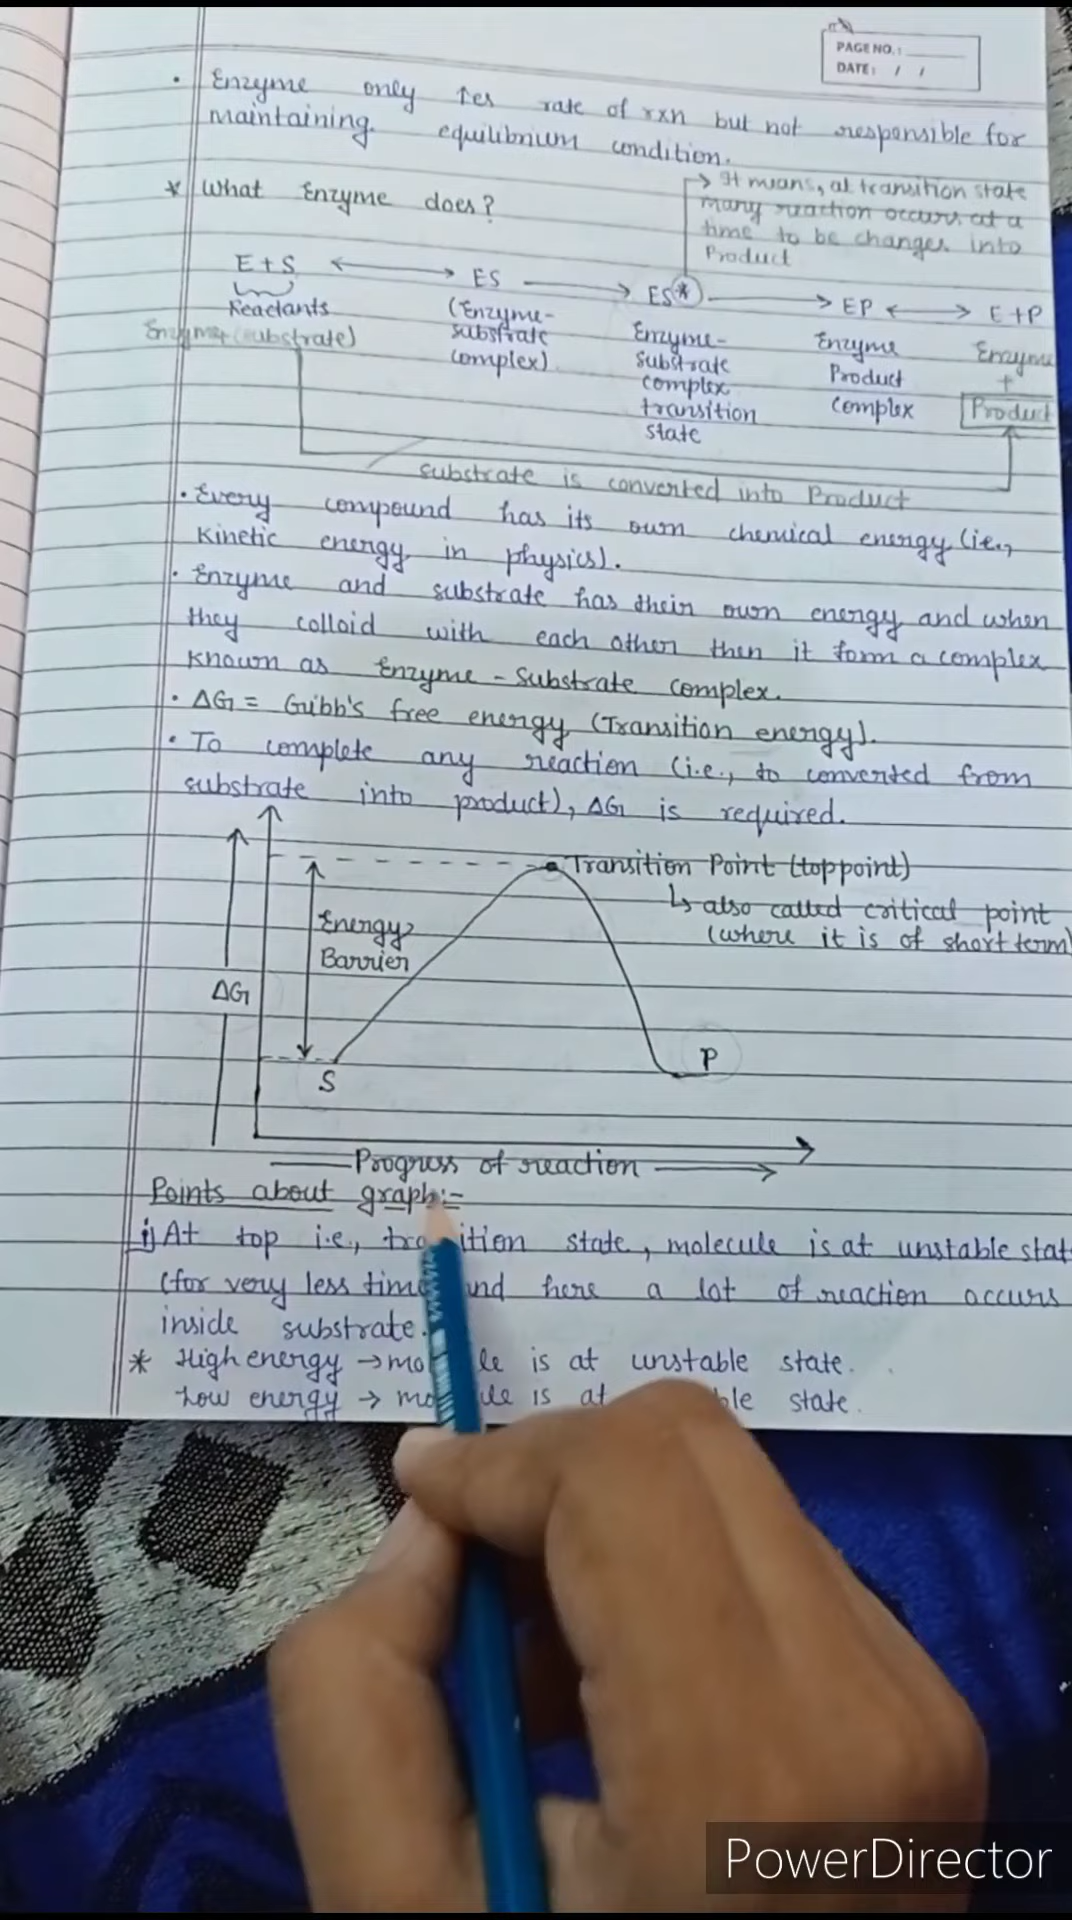 PAGE NO.:
DATE: / /
• Enzyme only ↑es rate of rxn but not responsible for
maintaining equilibrium condition.
* What Enzyme does?
→ It means, at transition state
many reaction occurs at a
time to be changes into
Product
E+S ⟷ ES → ES* → EP ⟷ E+P
Reactants
Enzyme+(substrate)
(Enzyme-
substrate
complex)
Enzyme-
substrate
complex
transition
state
Enzyme
Product
complex
Enzyme
+
Product
substrate is converted into Product
• Every compound has its own chemical energy (i.e.,
Kinetic energy in physics).
• Enzyme and substrate has their own energy and when
they colloid with each other then it form a complex
known as Enzyme-Substrate complex.
• ΔG = Gibb's free energy (Transition energy).
• To complete any reaction (i.e., to converted from
substrate into product), ΔG is required.
Transition Point (top point)
↳ also called critical point
(where it is of short term)
Energy
Barrier
ΔG
S
P
Progress of reaction
Points about graph:-
i) At top i.e., transition state, molecule is at unstable stat
(for very less time and here a lot of reaction occurs
inside substrate.
* High energy → molecule is at unstable state.
Low energy → molecule is at state.
PowerDirector